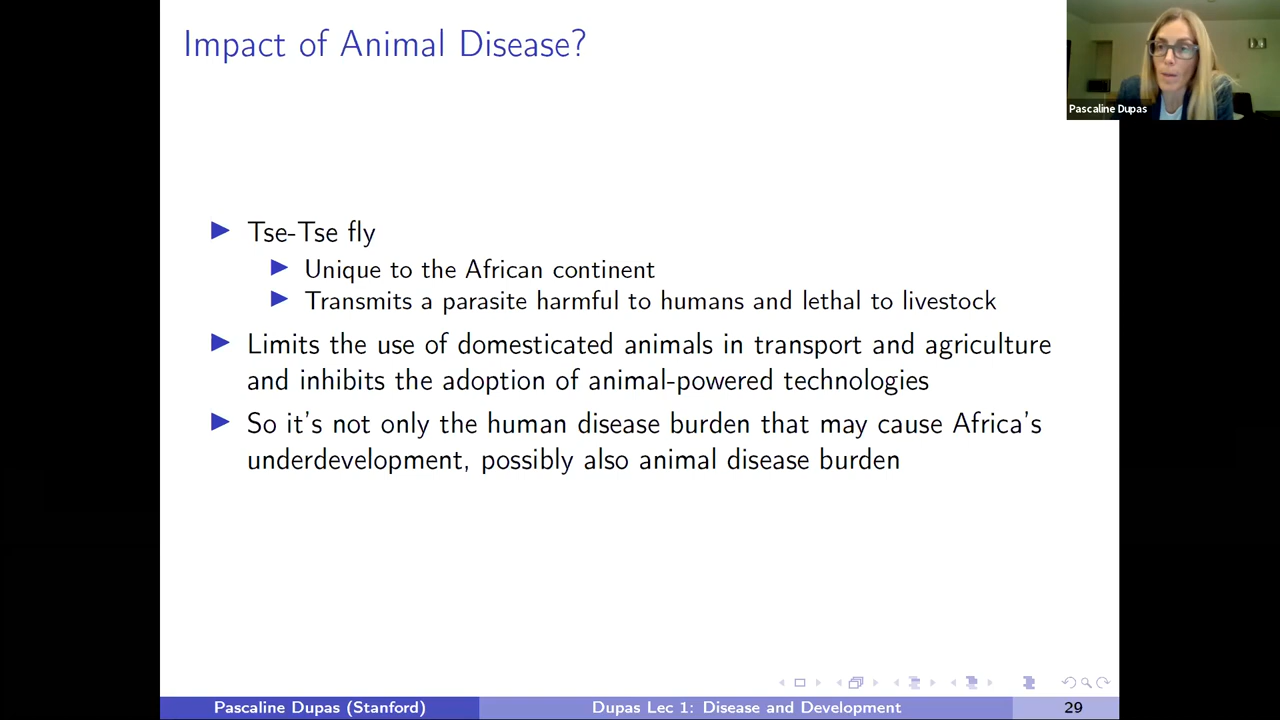 Impact of Animal Disease?
Pascaline Dupas
Tse-Tse fly
Unique to the African continent
Transmits a parasite harmful to humans and lethal to livestock
Limits the use of domesticated animals in transport and agriculture
and inhibits the adoption of animal-powered technologies
So it's not only the human disease burden that may cause Africa's
underdevelopment, possibly also animal disease burden
Pascaline Dupas (Stanford)
Dupas Lec 1: Disease and Development
29